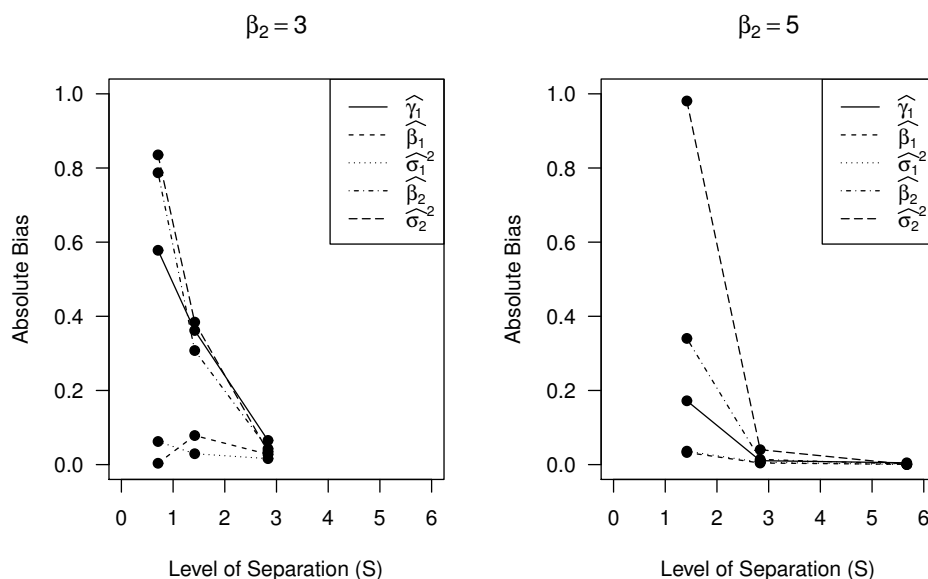 β₂ = 3
Absolute Bias
1.0
0.8
0.6
0.4
0.2
0.0
0 1 2 3 4 5 6
Level of Separation (S)
γ̂₁
β̂₁
σ̂₁²
β̂₂
σ̂₂²
β₂ = 5
Absolute Bias
1.0
0.8
0.6
0.4
0.2
0.0
0 1 2 3 4 5 6
Level of Separation (S)
γ̂₁
β̂₁
σ̂₁²
β̂₂
σ̂₂²